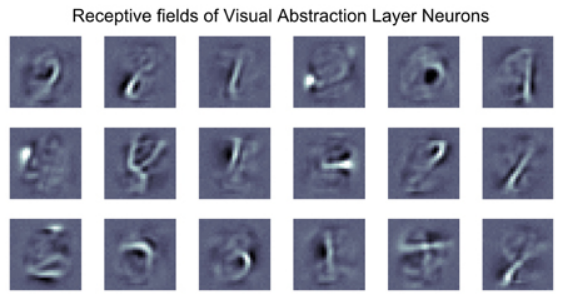 Receptive fields of Visual Abstraction Layer Neurons